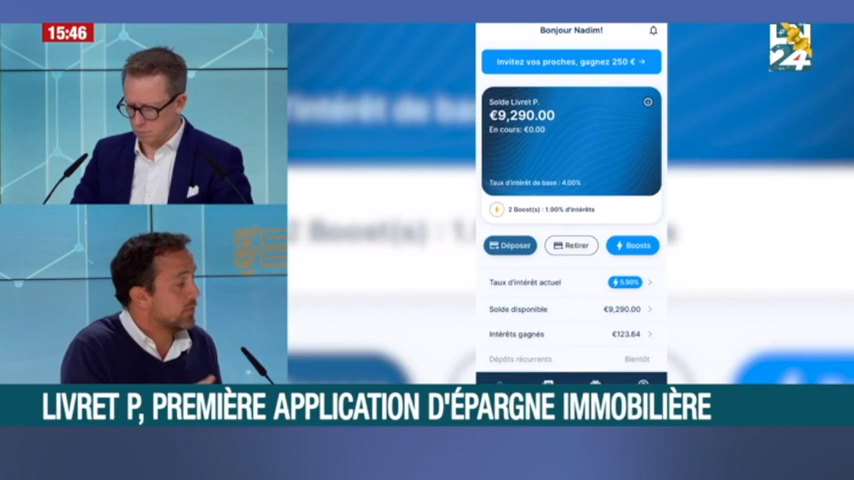 15:46
Bonjour Nadim!
Invitez vos proches, gagnez 250 € →
Solde Livret P.
€9,290.00
En cours: €0.00
Taux d'intérêt de base : 4.00%
2 Boost(s) : 1.90% d'intérêts
Déposer
Retirer
Boosts
Taux d'intérêt actuel
5.90%
Solde disponible
€9,290.00
Intérêts gagnés
€123.64
Dépôts récurrents
Bientôt
24
LIVRET P, PREMIÈRE APPLICATION D'ÉPARGNE IMMOBILIÈRE